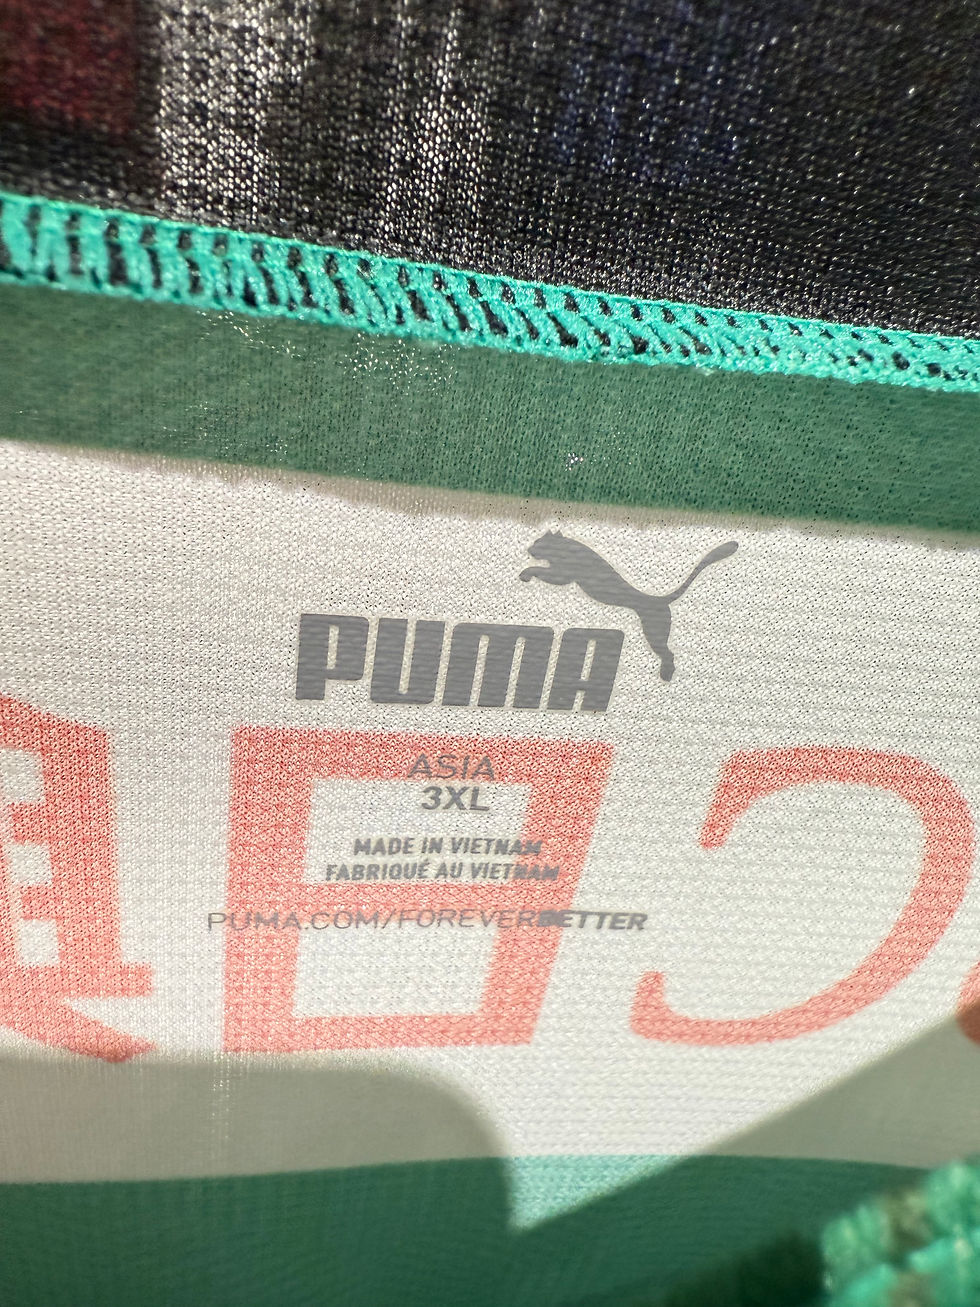 PUMA
ASIA
3XL
MADE IN VIETNAM
FABRIQUÉ AU VIETNAM
PUMA.COM/FOREVERBETTER